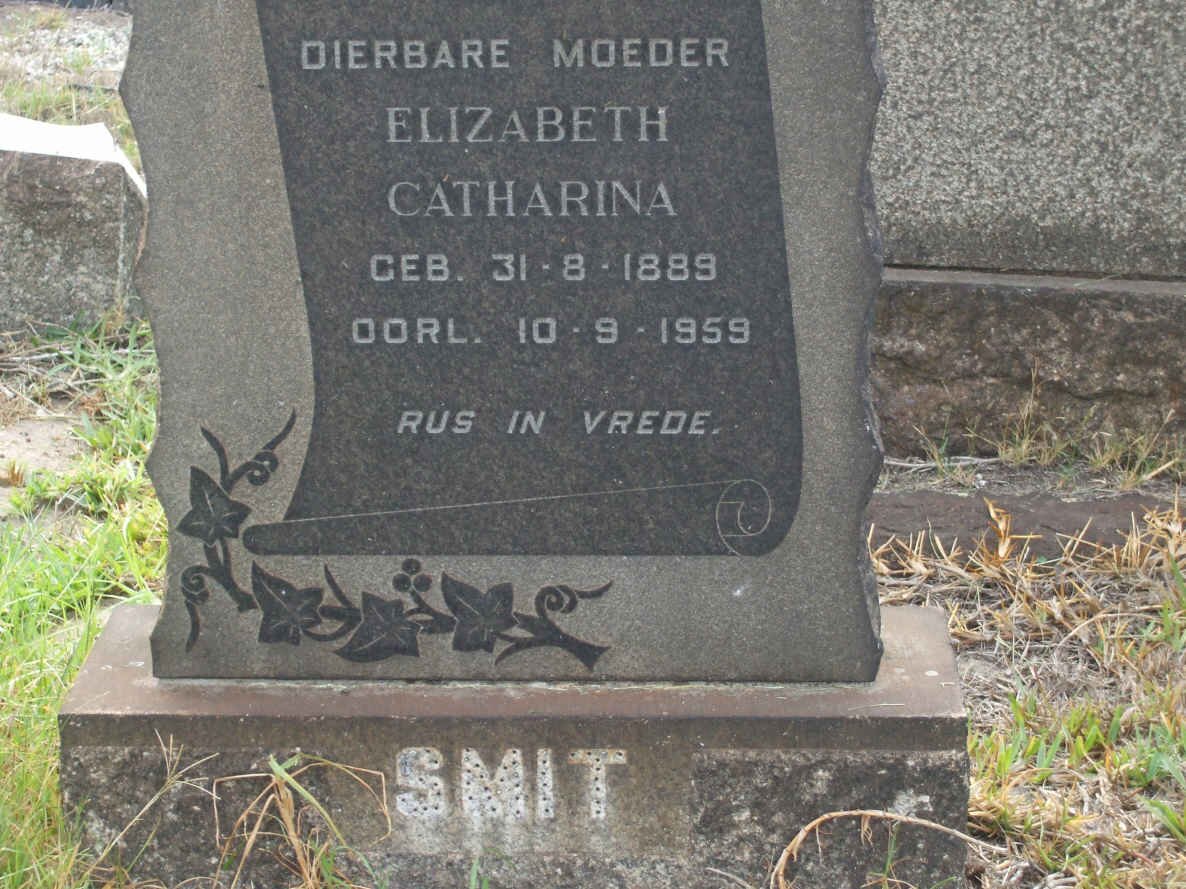 DIERBARE MOEDER
ELIZABETH
CATHARINA
GEB. 31-8-1889
OORL. 10-9-1959
RUS IN VREDE.
SMIT